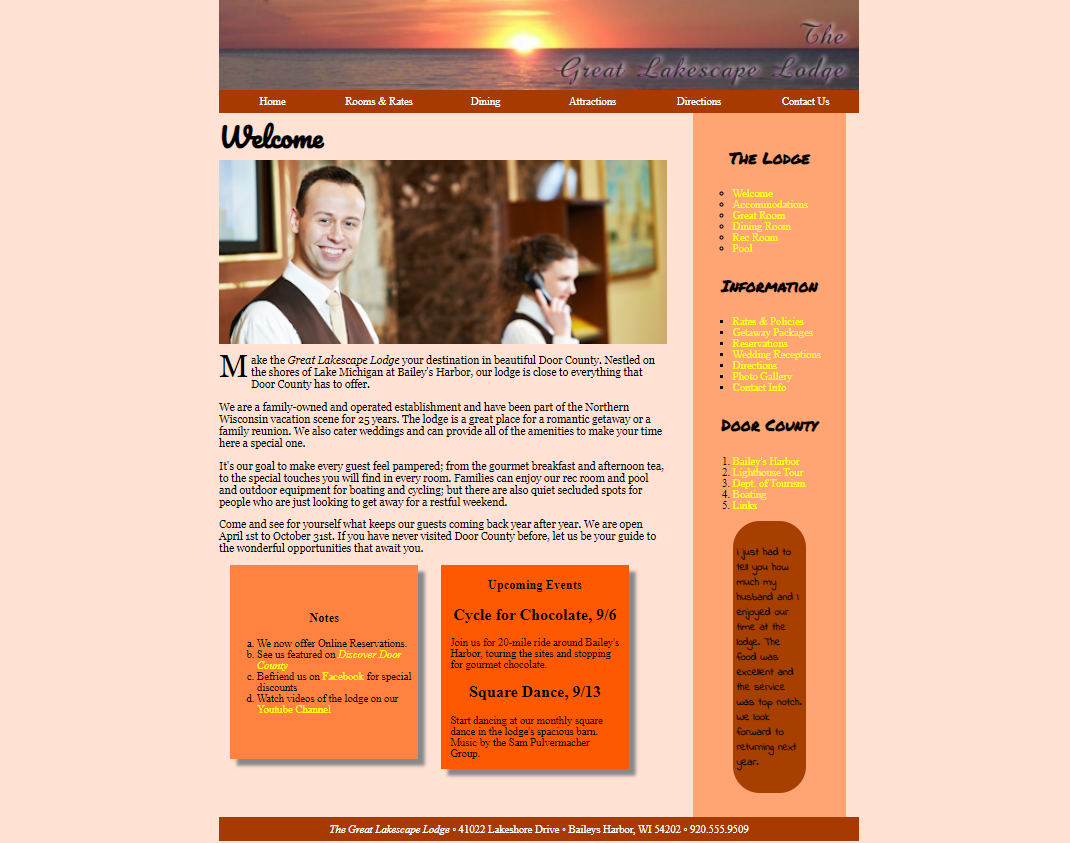 The
Great Lakescape Lodge
Home Rooms & Rates Dining Attractions Directions Contact Us
Welcome
Make the Great Lakescape Lodge your destination in beautiful Door County. Nestled on
the shores of Lake Michigan at Bailey's Harbor, our lodge is close to everything that
Door County has to offer.
We are a family-owned and operated establishment and have been part of the Northern
Wisconsin vacation scene for 25 years. The lodge is a great place for a romantic getaway or a
family reunion. We also cater weddings and can provide all of the amenities to make your time
here a special one.
It's our goal to make every guest feel pampered; from the gourmet breakfast and afternoon tea,
to the special touches you will find in every room. Families can enjoy our rec room and pool
and outdoor equipment for boating and cycling; but there are also quiet secluded spots for
people who are just looking to get away for a restful weekend.
Come and see for yourself what keeps our guests coming back year after year. We are open
April 1st to October 31st. If you have never visited Door County before, let us be your guide to
the wonderful opportunities that await you.
Notes
a. We now offer Online Reservations.
b. See us featured on Discover Door
County
c. Befriend us on Facebook for special
discounts
d. Watch videos of the lodge on our
Youtube Channel
Upcoming Events
Cycle for Chocolate, 9/6
Join us for 20-mile ride around Bailey's
Harbor, touring the sites and stopping
for gourmet chocolate.
Square Dance, 9/13
Start dancing at our monthly square
dance in the lodge's spacious barn.
Music by the Sam Pulvermacher
Group.
The Lodge
Welcome
Accommodations
Great Room
Dining Room
Rec Room
Pool
Information
Rates & Policies
Getaway Packages
Reservations
Wedding Receptions
Directions
Photo Gallery
Contact Info
Door County
1. Bailey's Harbor
2. Lighthouse Tour
3. Dept. of Tourism
4. Boating
5. Links
I just had to
tell you how
much my
husband and I
enjoyed our
time at the
lodge. The
food was
excellent and
the service
was top notch.
We look
forward to
returning next
year.
The Great Lakescape Lodge ◦ 41022 Lakeshore Drive ◦ Baileys Harbor, WI 54202 ◦ 920.555.9509